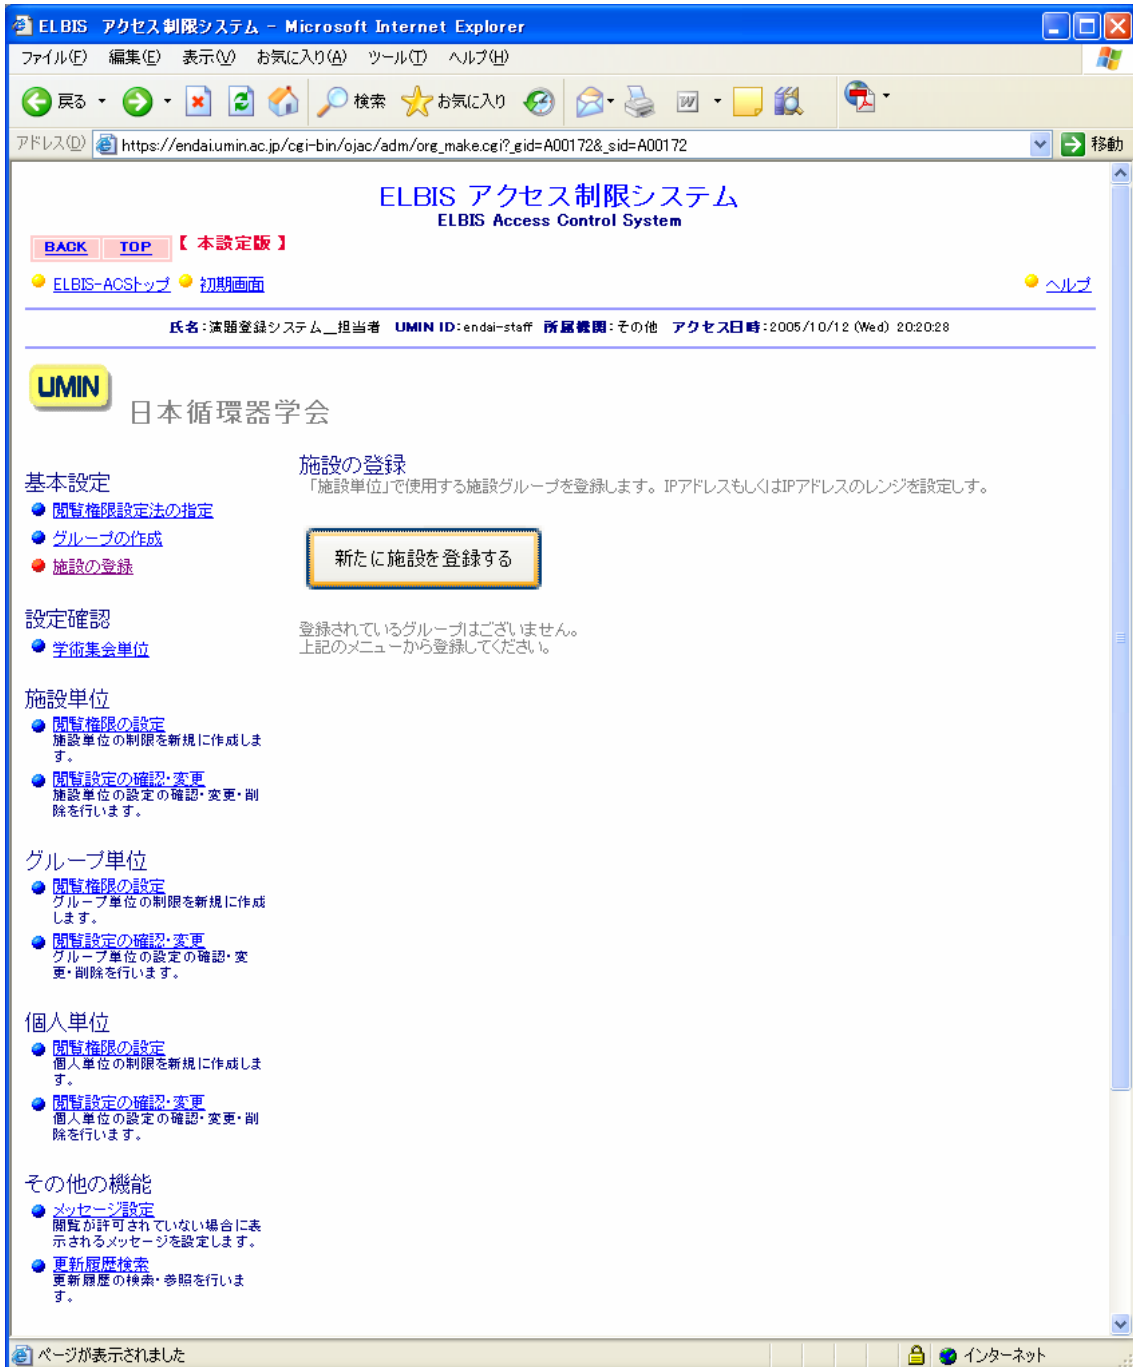 ELBIS アクセス制限システム - Microsoft Internet Explorer
ファイル(F) 編集(E) 表示(V) お気に入り(A) ツール(T) ヘルプ(H)
戻る 検索 お気に入り
アドレス(D) https://endai.umin.ac.jp/cgi-bin/ojac/adm/org_make.cgi?_gid=A00172&_sid=A00172 移動
ELBIS アクセス制限システム
ELBIS Access Control System
BACK TOP 【 本設定版 】
ELBIS-ACSトップ 初期画面 ヘルプ
氏名:演題登録システム__担当者 UMIN ID:endai-staff 所属機関:その他 アクセス日時:2005/10/12 (Wed) 20:20:28
UMIN
日本循環器学会
施設の登録
「施設単位」で使用する施設グループを登録します。IPアドレスもしくはIPアドレスのレンジを設定しす。
新たに施設を登録する
登録されているグループはございません。
上記のメニューから登録してください。
基本設定
閲覧権限設定法の指定
グループの作成
施設の登録
設定確認
学術集会単位
施設単位
閲覧権限の設定
施設単位の制限を新規に作成しま
す。
閲覧設定の確認・変更
施設単位の設定の確認・変更・削
除を行います。
グループ単位
閲覧権限の設定
グループ単位の制限を新規に作成
します。
閲覧設定の確認・変更
グループ単位の設定の確認・変
更・削除を行います。
個人単位
閲覧権限の設定
個人単位の制限を新規に作成しま
す。
閲覧設定の確認・変更
個人単位の設定の確認・変更・削
除を行います。
その他の機能
メッセージ設定
閲覧が許可されていない場合に表
示されるメッセージを設定します。
更新履歴検索
更新履歴の検索・参照を行いま
す。
ページが表示されました インターネット